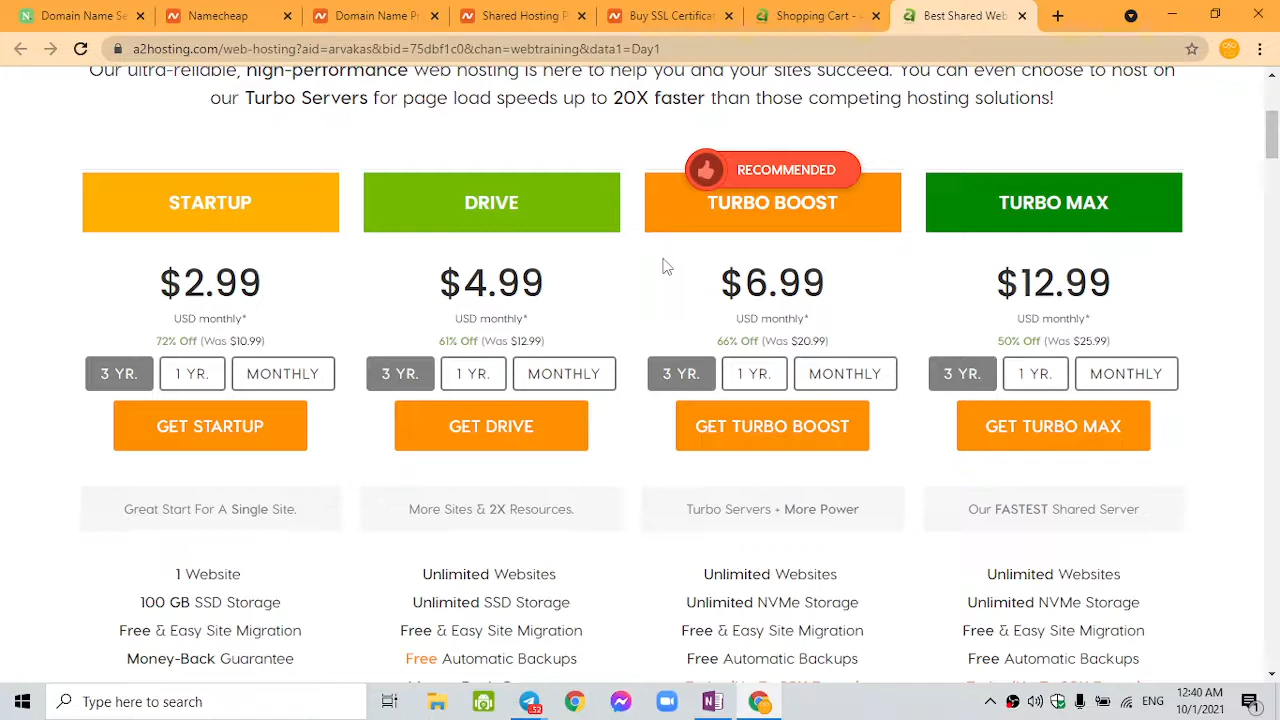 Domain Name Se
Namecheap
Domain Name Pr
Shared Hosting P
Buy SSL Certificat
Shopping Cart - A
Best Shared Web
a2hosting.com/web-hosting?aid=arvakas&bid=75dbf1c0&chan=webtraining&data1=Day1
Our ultra-reliable, high-performance web hosting is here to help you and your sites succeed. You can even choose to host on
our Turbo Servers for page load speeds up to 20X faster than those competing hosting solutions!
RECOMMENDED
STARTUP
DRIVE
TURBO BOOST
TURBO MAX
$2.99
$4.99
$6.99
$12.99
USD monthly*
USD monthly*
USD monthly*
USD monthly*
72% Off (Was $10.99)
61% Off (Was $12.99)
66% Off (Was $20.99)
50% Off (Was $25.99)
3 YR. 1 YR. MONTHLY
3 YR. 1 YR. MONTHLY
3 YR. 1 YR. MONTHLY
3 YR. 1 YR. MONTHLY
GET STARTUP
GET DRIVE
GET TURBO BOOST
GET TURBO MAX
Great Start For A Single Site.
More Sites & 2X Resources.
Turbo Servers + More Power
Our FASTEST Shared Server
1 Website
Unlimited Websites
Unlimited Websites
Unlimited Websites
100 GB SSD Storage
Unlimited SSD Storage
Unlimited NVMe Storage
Unlimited NVMe Storage
Free & Easy Site Migration
Free & Easy Site Migration
Free & Easy Site Migration
Free & Easy Site Migration
Money-Back Guarantee
Free Automatic Backups
Free Automatic Backups
Free Automatic Backups
Type here to search
52
ENG
12:40 AM
10/1/2021
1